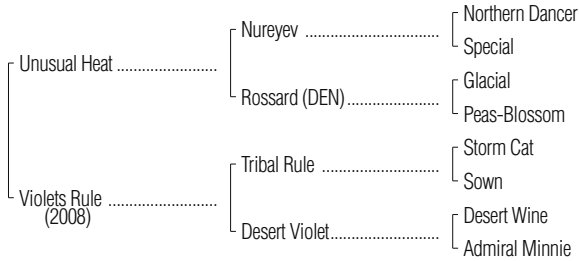 Northern Dancer
Nureyev ........................
Special
Unusual Heat ........................
Glacial
Rossard (DEN) ........................
Peas-Blossom
Storm Cat
Tribal Rule ........................
Sown
Violets Rule ........................
(2008)
Desert Wine
Desert Violet ........................
Admiral Minnie